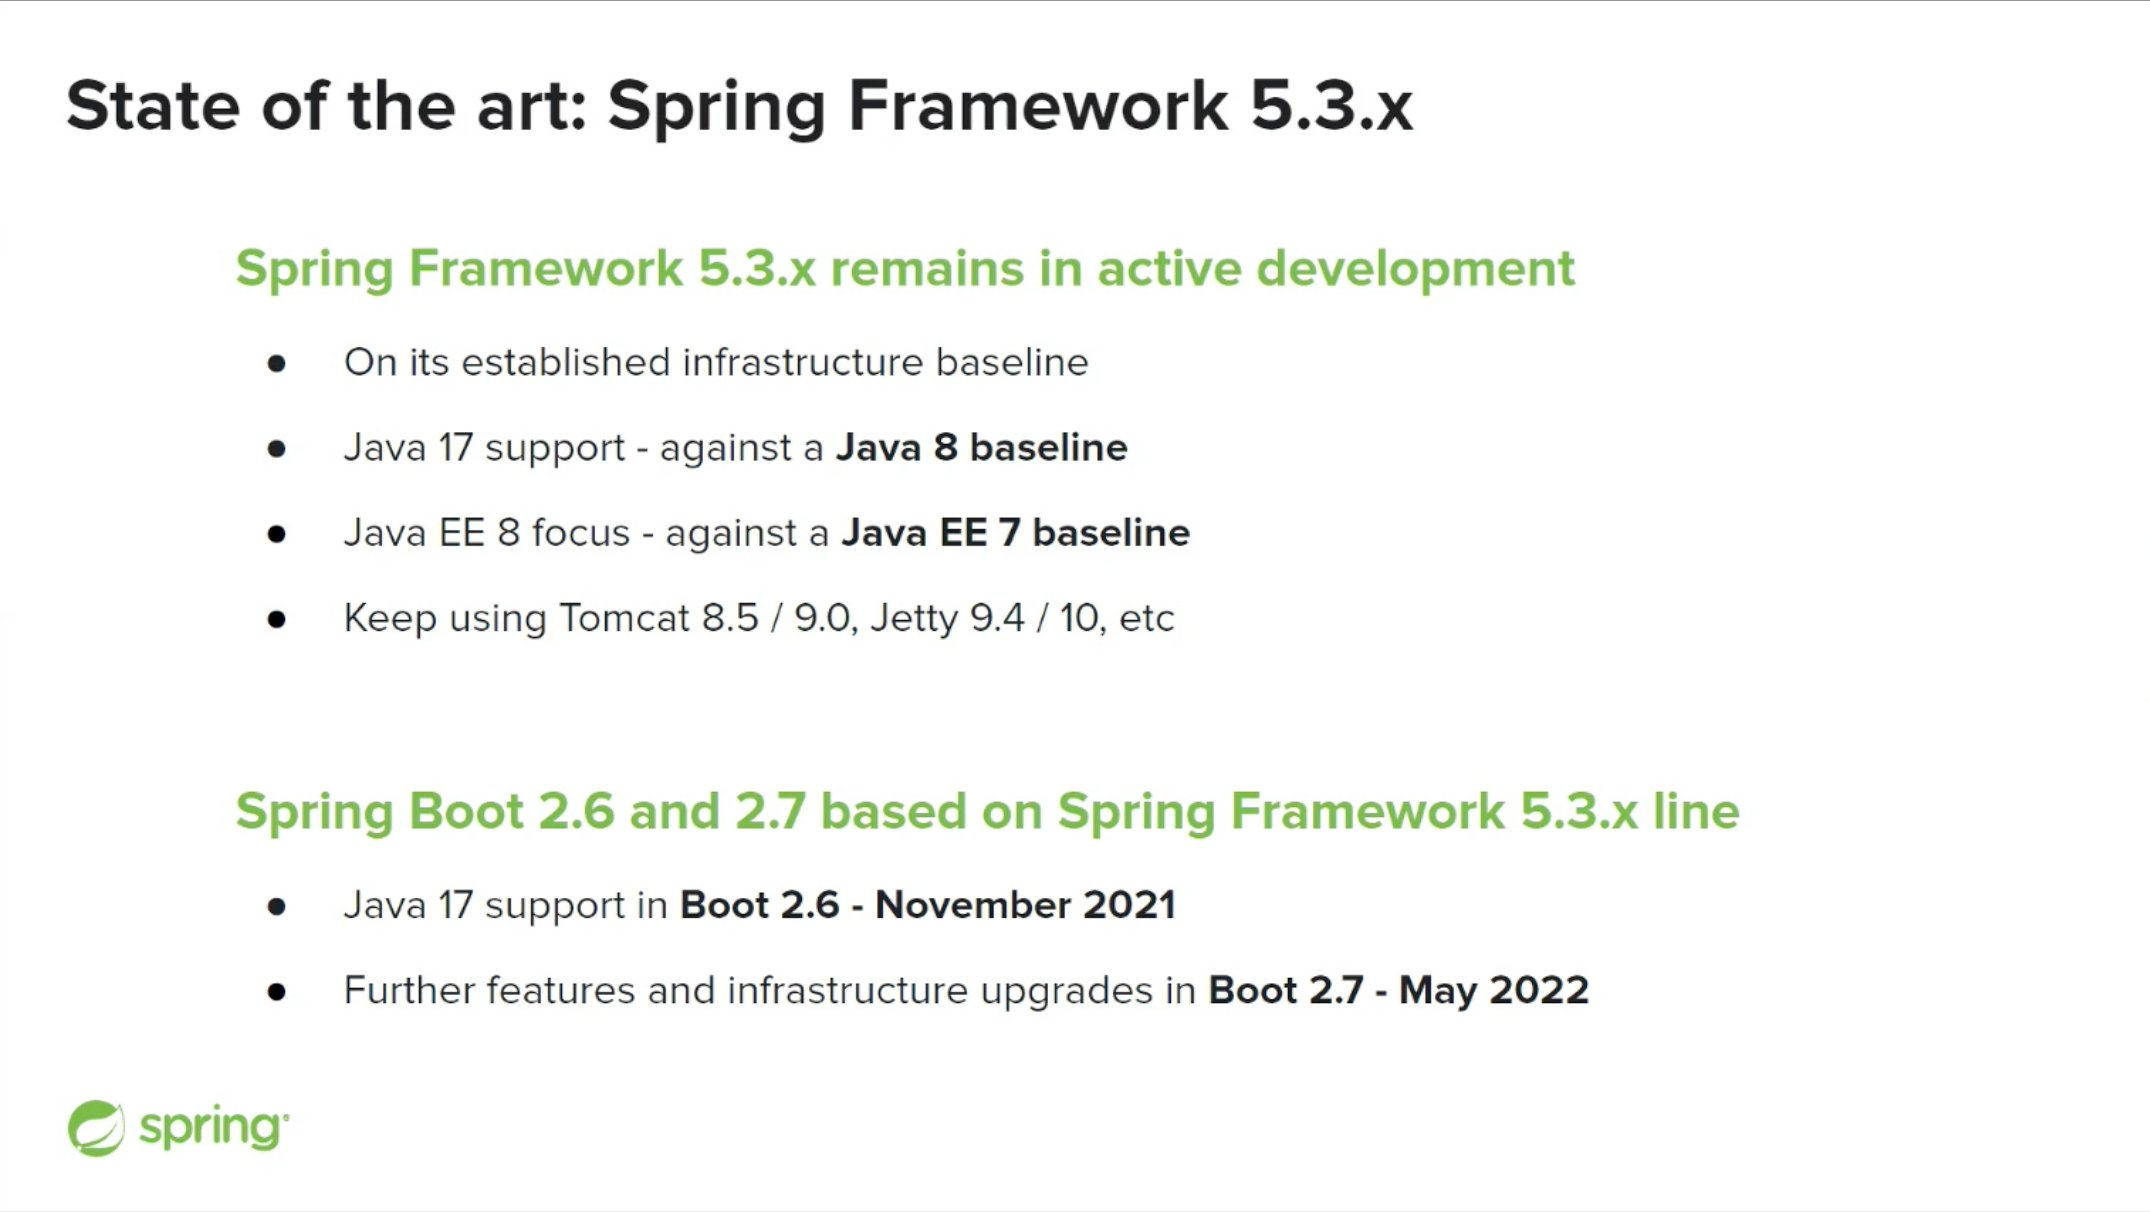 State of the art: Spring Framework 5.3.x
Spring Framework 5.3.x remains in active development
● On its established infrastructure baseline
● Java 17 support - against a Java 8 baseline
● Java EE 8 focus - against a Java EE 7 baseline
● Keep using Tomcat 8.5 / 9.0, Jetty 9.4 / 10, etc
Spring Boot 2.6 and 2.7 based on Spring Framework 5.3.x line
● Java 17 support in Boot 2.6 - November 2021
● Further features and infrastructure upgrades in Boot 2.7 - May 2022
spring®